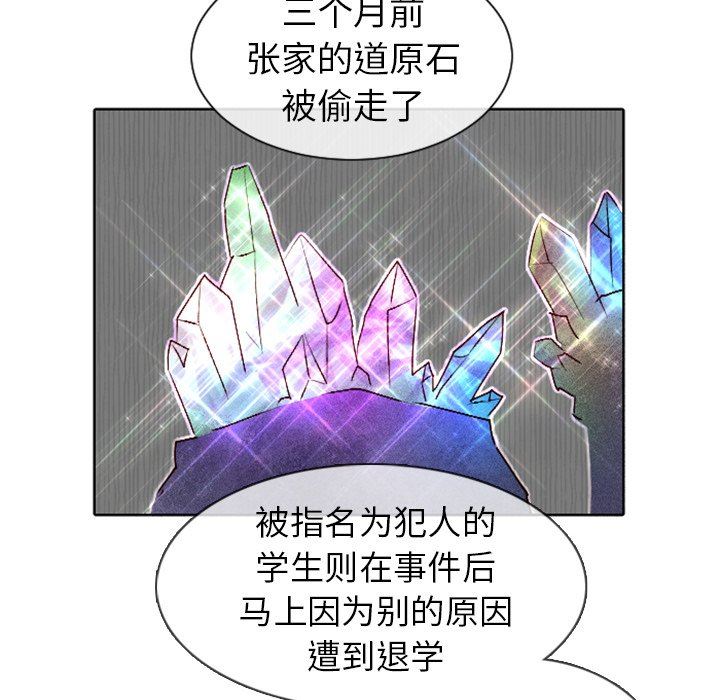 三个月前
张家的道原石
被偷走了
被指名为犯人的
学生则在事件后
马上因为别的原因
遭到退学